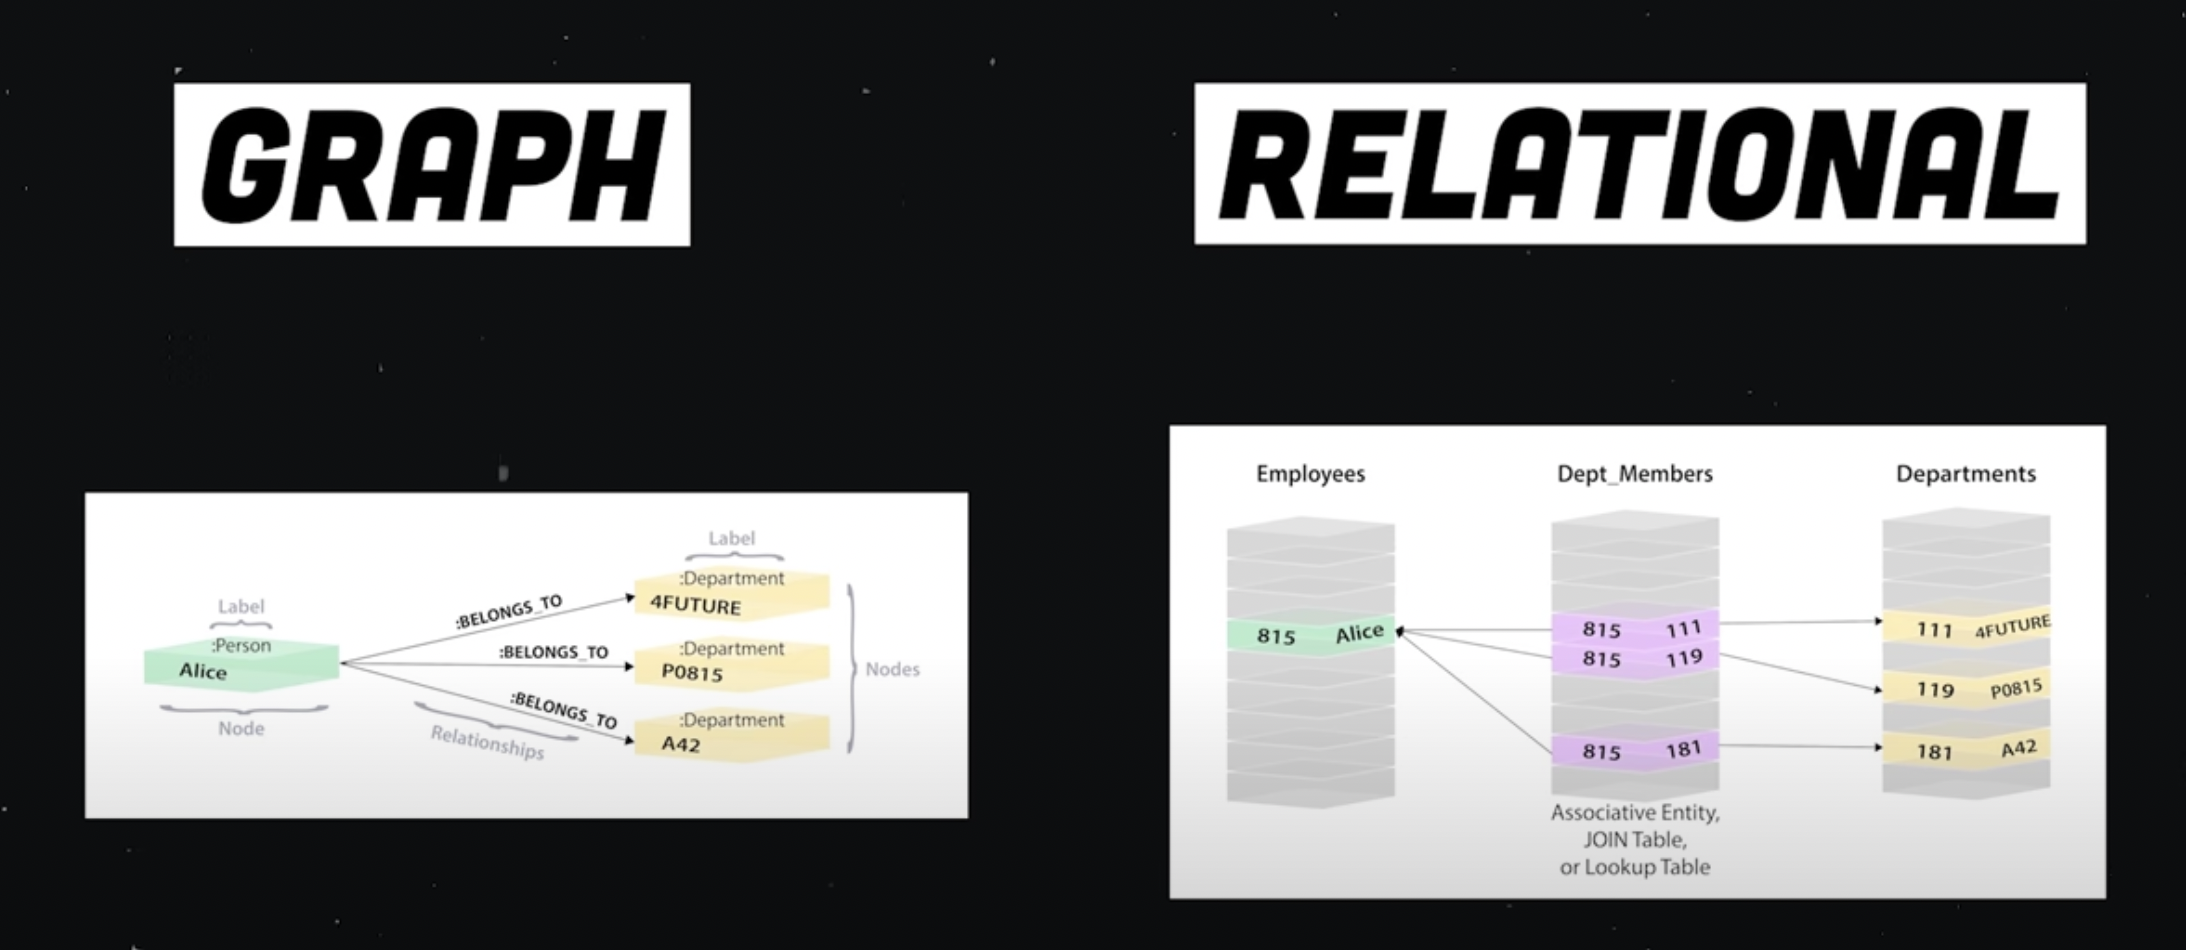 GRAPH
RELATIONAL
Label
:Person
Alice
Node
:BELONGS_TO
:BELONGS_TO
:BELONGS_TO
Relationships
Label
:Department
4FUTURE
:Department
P0815
:Department
A42
Nodes
Employees
815 Alice
Dept_Members
815 111
815 119
815 181
Associative Entity,
JOIN Table,
or Lookup Table
Departments
111 4FUTURE
119 P0815
181 A42